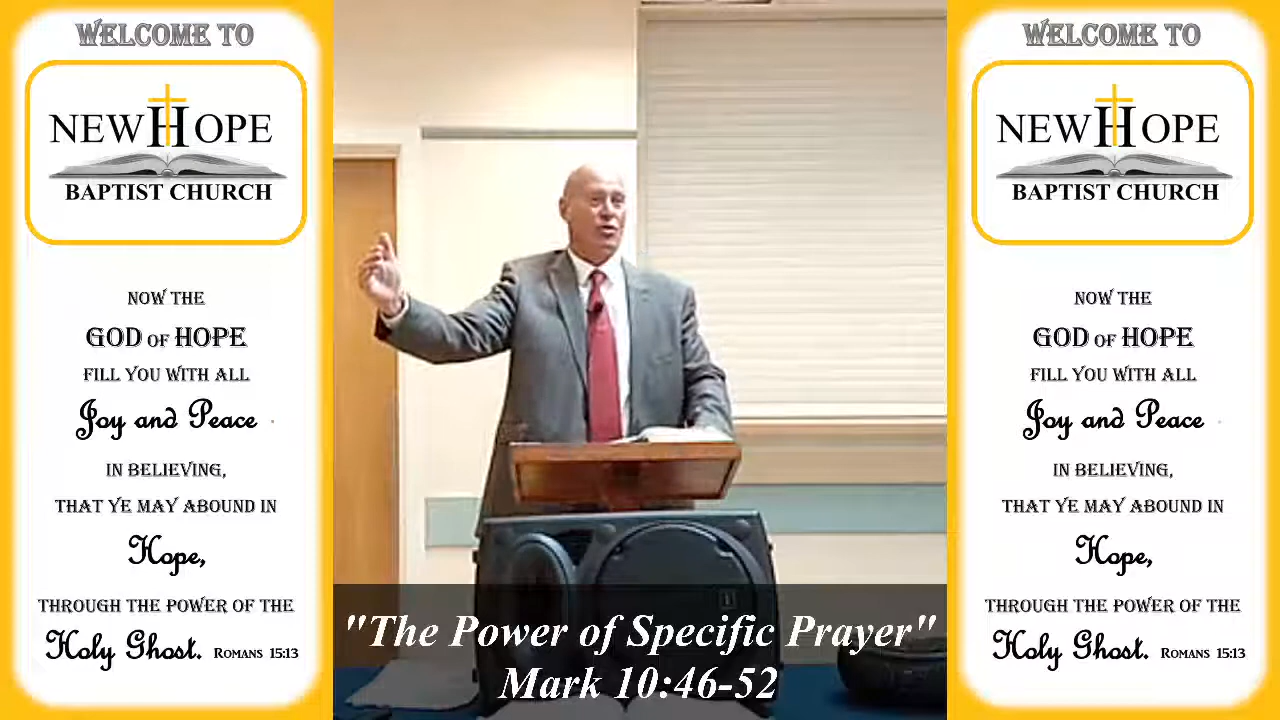 WELCOME TO
NEW HOPE
BAPTIST CHURCH
NOW THE
GOD OF HOPE
FILL YOU WITH ALL
Joy and Peace
IN BELIEVING,
THAT YE MAY ABOUND IN
Hope,
THROUGH THE POWER OF THE
Holy Ghost. ROMANS 15:13
"The Power of Specific Prayer"
Mark 10:46-52
WELCOME TO
NEW HOPE
BAPTIST CHURCH
NOW THE
GOD OF HOPE
FILL YOU WITH ALL
Joy and Peace
IN BELIEVING,
THAT YE MAY ABOUND IN
Hope,
THROUGH THE POWER OF THE
Holy Ghost. ROMANS 15:13